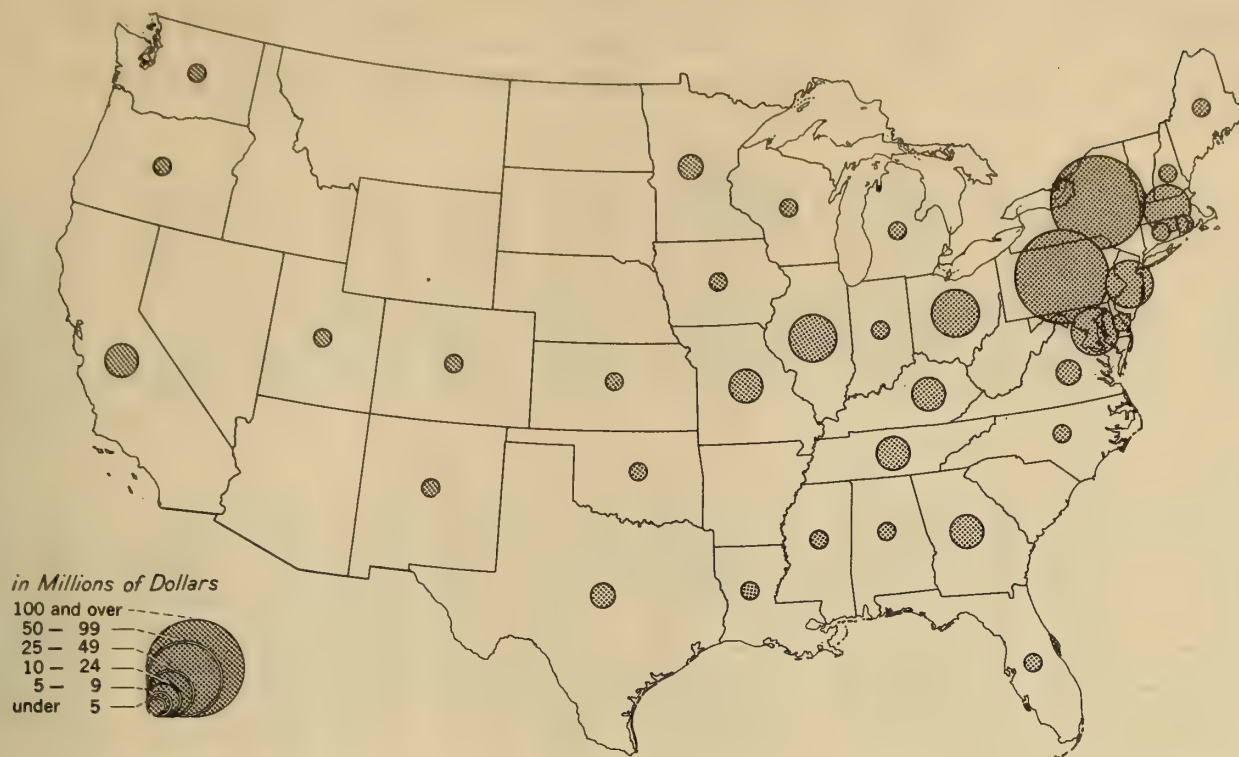 in Millions of Dollars
100 and over
50 – 99
25 – 49
10 – 24
5 – 9
under 5